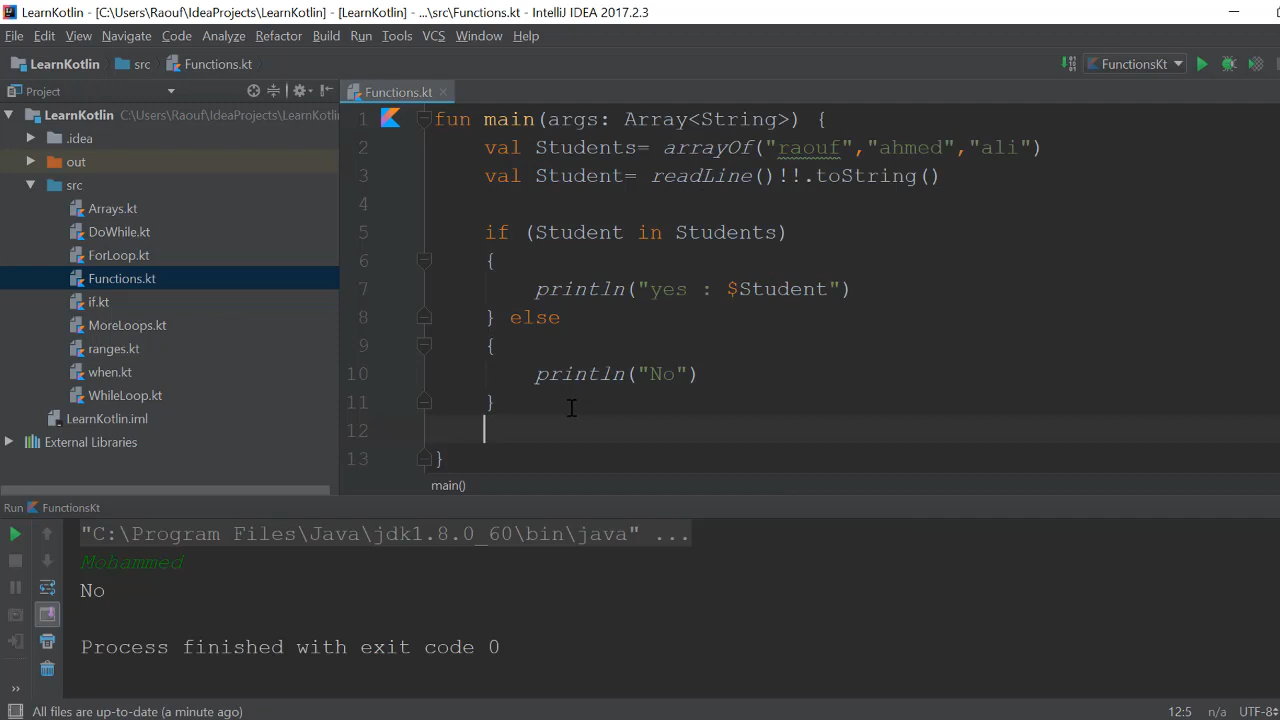 LearnKotlin - [C:\Users\Raouf\IdeaProjects\LearnKotlin] - [LearnKotlin] - ...\src\Functions.kt - IntelliJ IDEA 2017.2.3
File Edit View Navigate Code Analyze Refactor Build Run Tools VCS Window Help
LearnKotlin src Functions.kt FunctionsKt
Project
Functions.kt
LearnKotlin C:\Users\Raouf\IdeaProjects\LearnKotli
.idea
out
src
Arrays.kt
DoWhile.kt
ForLoop.kt
Functions.kt
if.kt
MoreLoops.kt
ranges.kt
when.kt
WhileLoop.kt
LearnKotlin.iml
External Libraries
1 fun main(args: Array<String>) {
2 val Students= arrayOf("raouf","ahmed","ali")
3 val Student= readLine()!!.toString()
4
5 if (Student in Students)
6 {
7 println("yes : $Student")
8 } else
9 {
10 println("No")
11 }
12
13 }
main()
Run FunctionsKt
"C:\Program Files\Java\jdk1.8.0_60\bin\java" ...
Mohammed
No
Process finished with exit code 0
All files are up-to-date (a minute ago) 12:5 n/a UTF-8